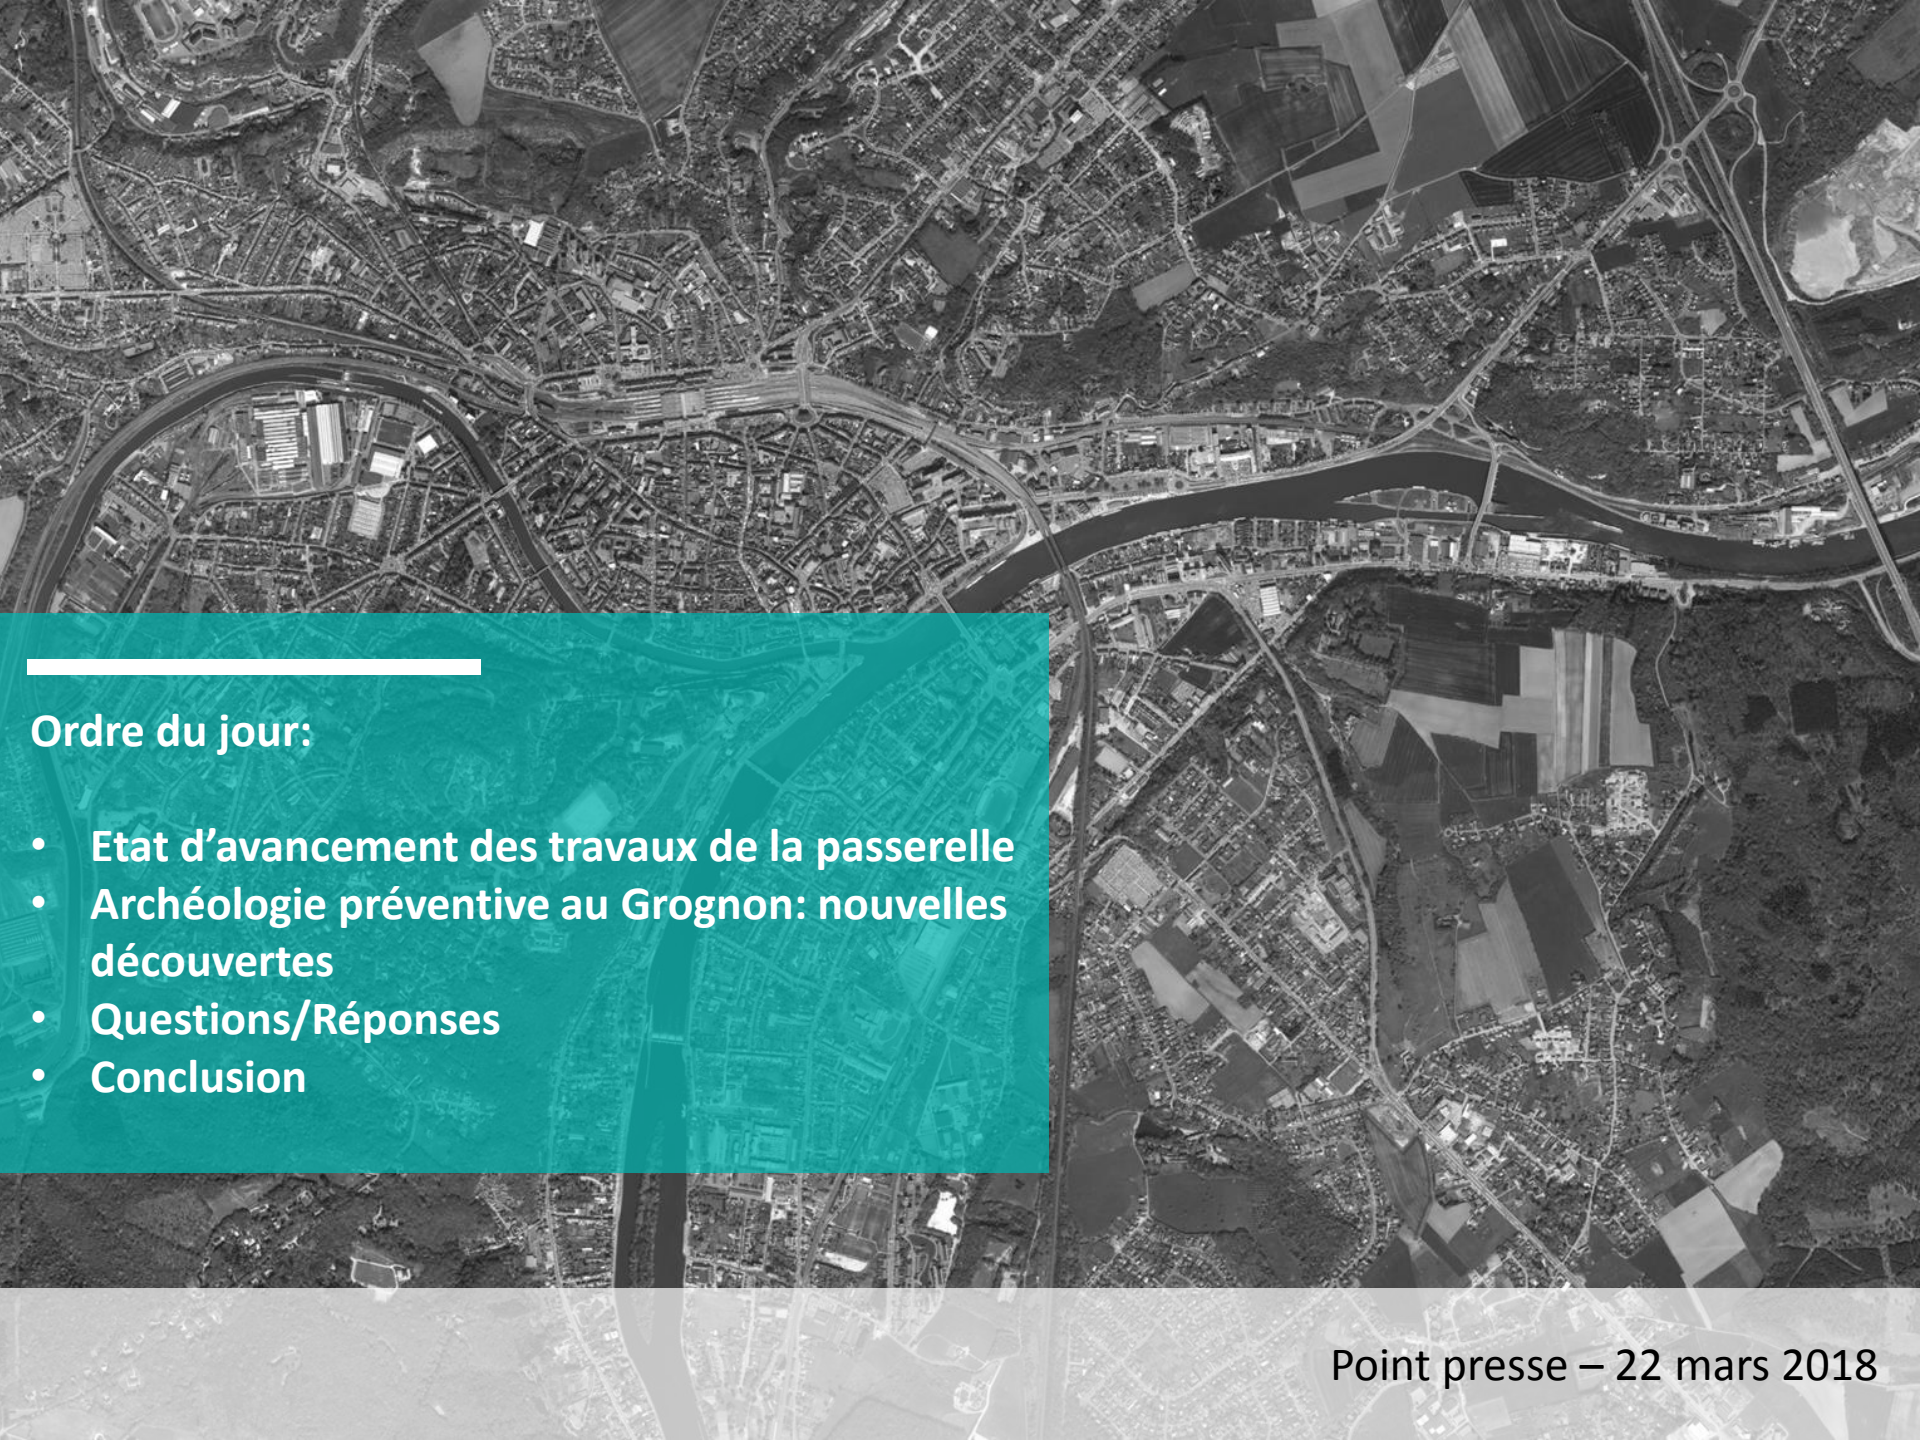 Ordre du jour:
• Etat d’avancement des travaux de la passerelle
• Archéologie préventive au Grognon: nouvelles
découvertes
• Questions/Réponses
• Conclusion
Point presse – 22 mars 2018